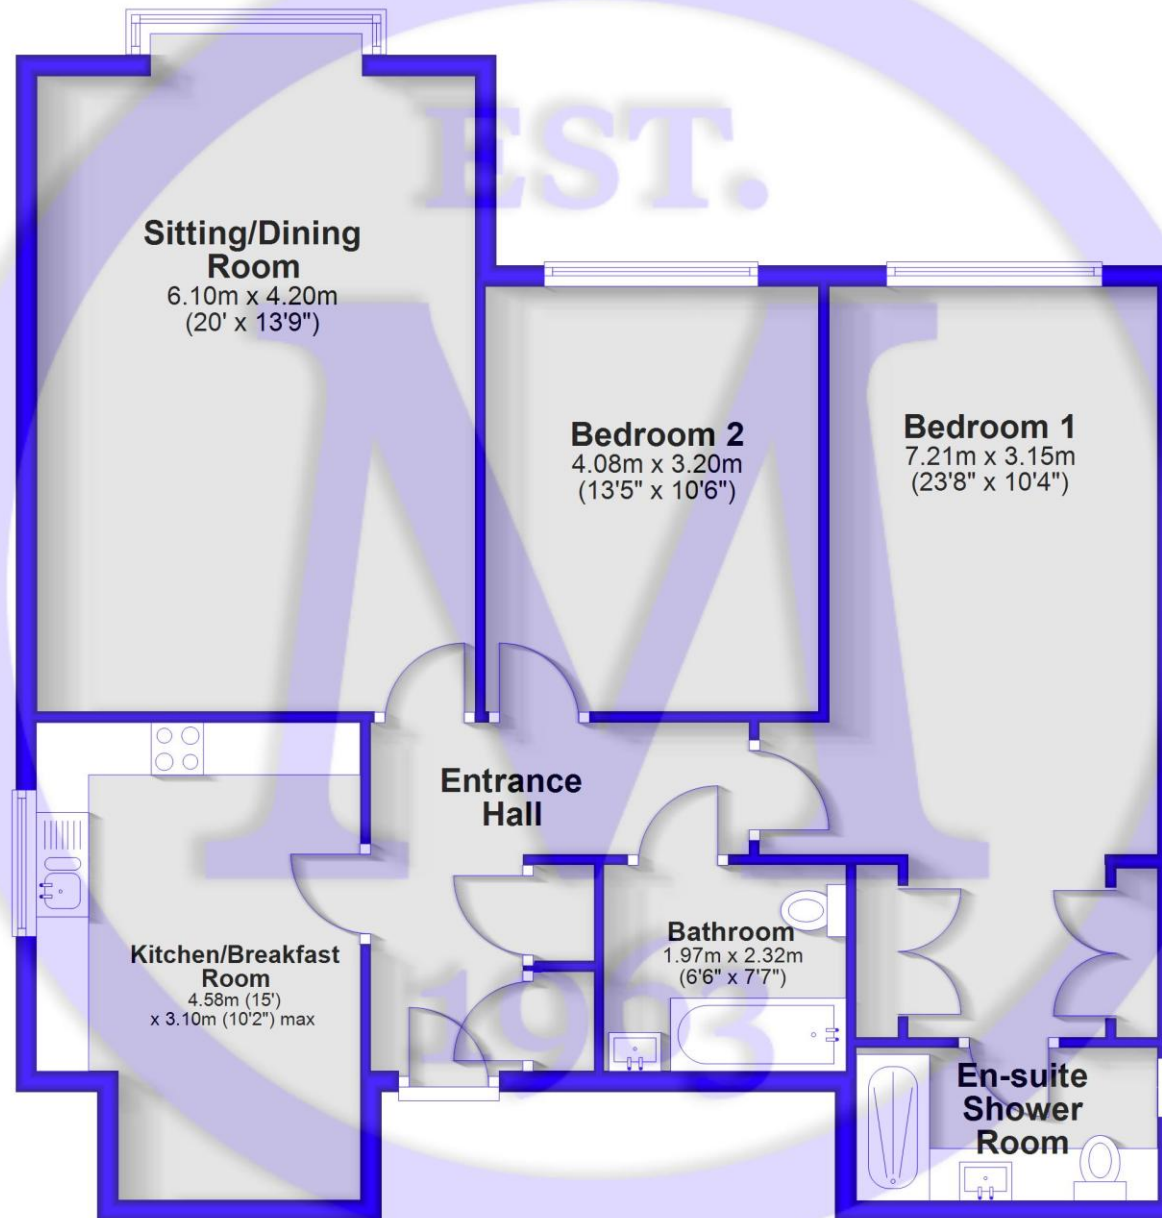 EST.
Sitting/Dining
Room
6.10m x 4.20m
(20' x 13'9")
Bedroom 2
4.08m x 3.20m
(13'5" x 10'6")
Bedroom 1
7.21m x 3.15m
(23'8" x 10'4")
M
Entrance
Hall
Kitchen/Breakfast
Room
4.58m (15')
x 3.10m (10'2") max
Bathroom
1.97m x 2.32m
(6'6" x 7'7")
1963
En-suite
Shower
Room